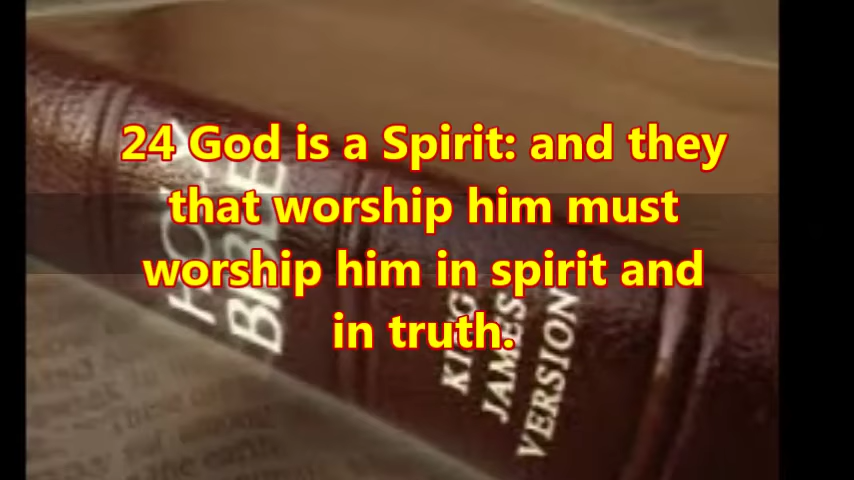 24 God is a Spirit: and they
that worship him must
worship him in spirit and
in truth.
HOLY
BIBLE
KING
JAMES
VERSION